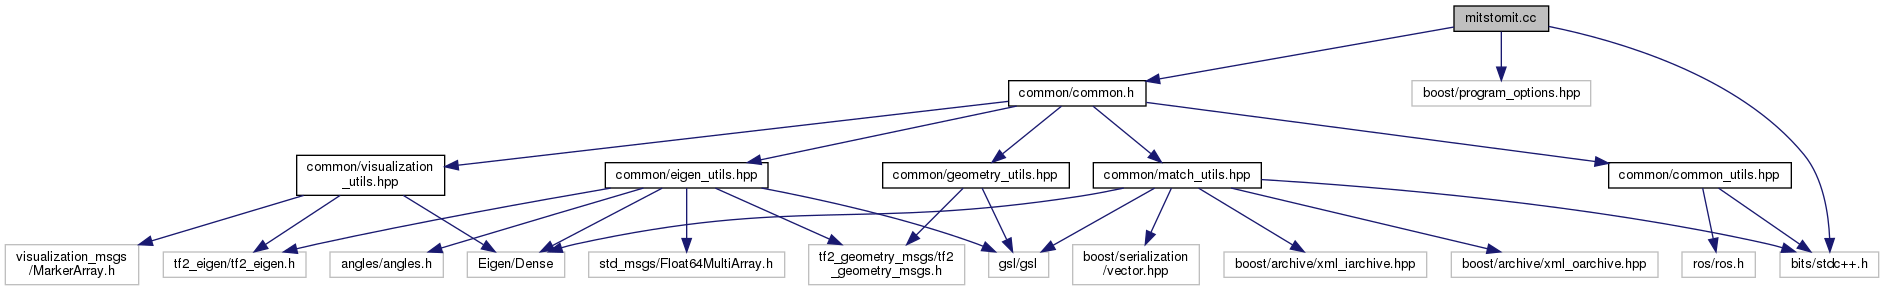 mitstomit.cc
common/common.h
boost/program_options.hpp
common/visualization
_utils.hpp
common/eigen_utils.hpp
common/geometry_utils.hpp
common/match_utils.hpp
common/common_utils.hpp
visualization_msgs
/MarkerArray.h
tf2_eigen/tf2_eigen.h
angles/angles.h
Eigen/Dense
std_msgs/Float64MultiArray.h
tf2_geometry_msgs/tf2
_geometry_msgs.h
gsl/gsl
boost/serialization
/vector.hpp
boost/archive/xml_iarchive.hpp
boost/archive/xml_oarchive.hpp
ros/ros.h
bits/stdc++.h